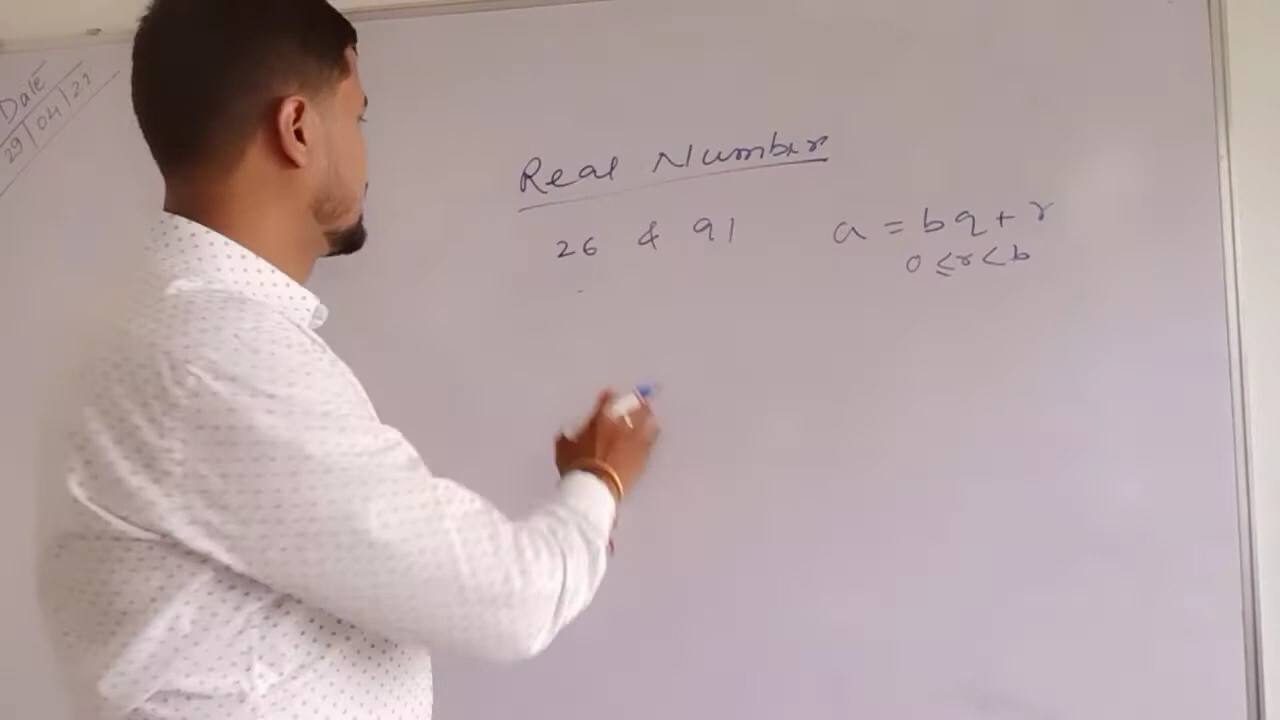 Date
29/04/21
Real Number
26 & 91
a = bq + r
0 ≤ r < b